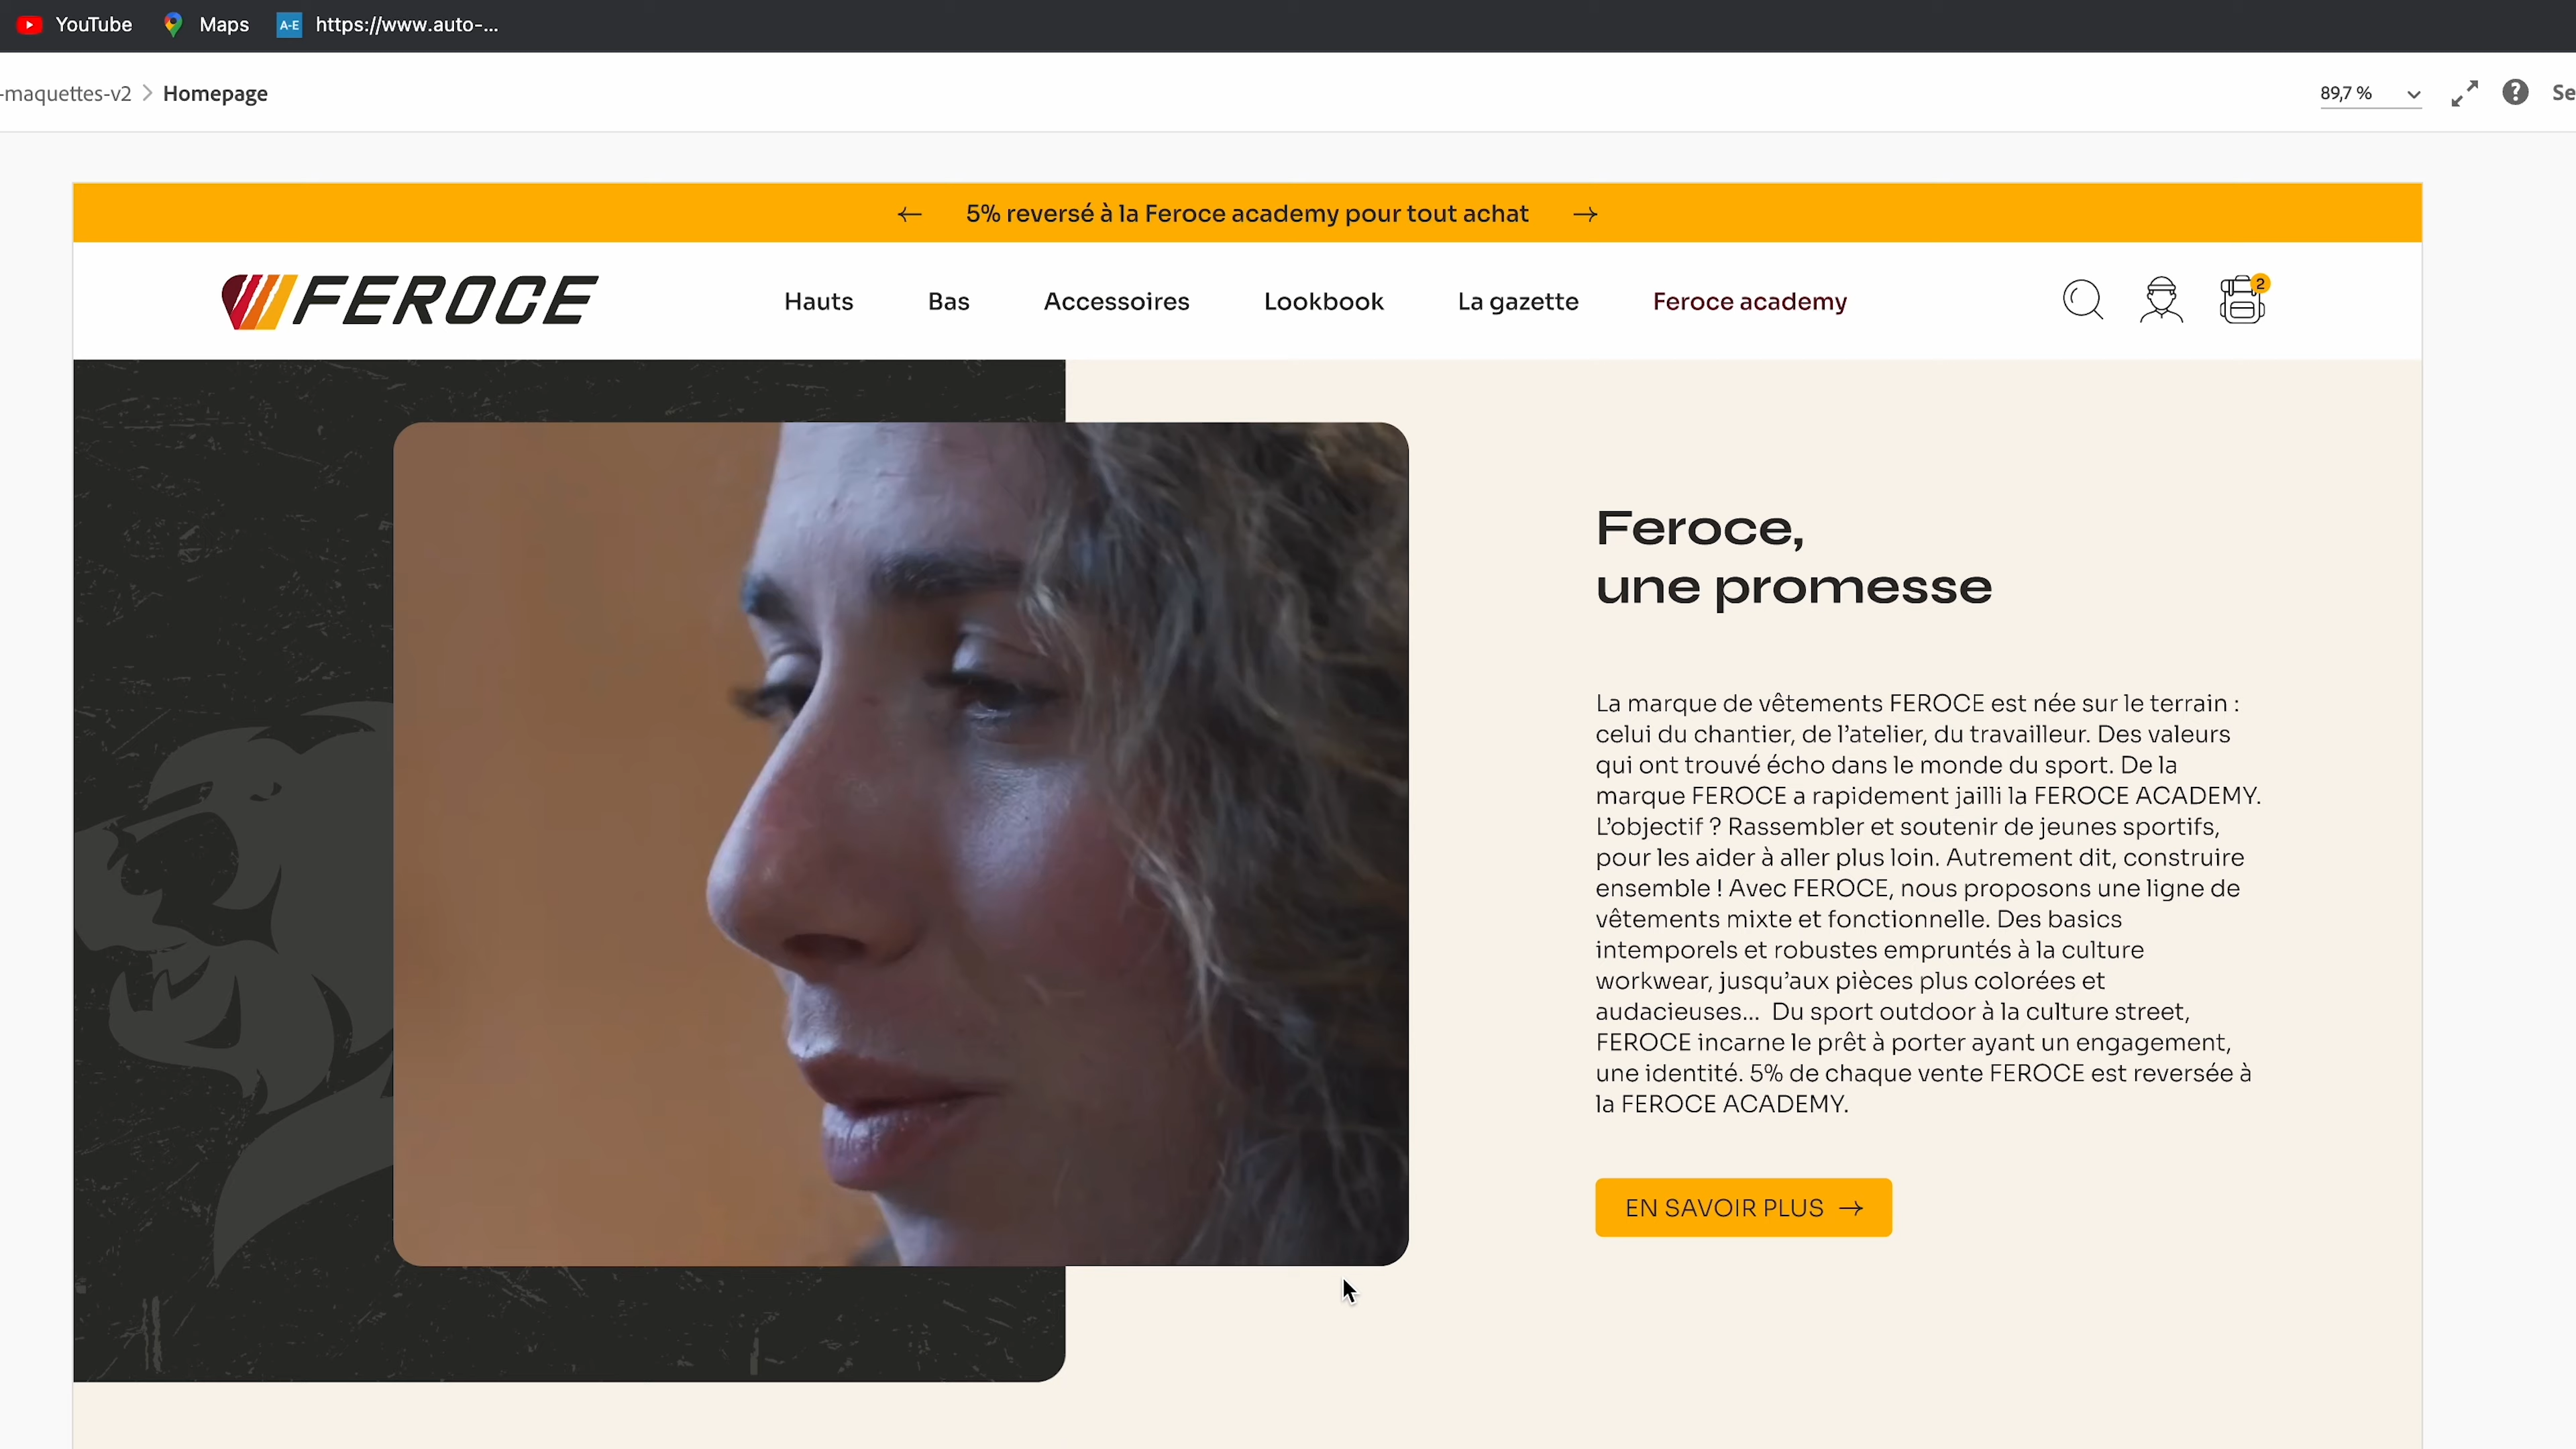 YouTube Maps A-E https://www.auto-...
-maquettes-v2 > Homepage 89,7 % ? Se
← 5% reversé à la Feroce academy pour tout achat →
FEROCE Hauts Bas Accessoires Lookbook La gazette Feroce academy 2
Feroce,
une promesse
La marque de vêtements FEROCE est née sur le terrain :
celui du chantier, de l’atelier, du travailleur. Des valeurs
qui ont trouvé écho dans le monde du sport. De la
marque FEROCE a rapidement jailli la FEROCE ACADEMY.
L’objectif ? Rassembler et soutenir de jeunes sportifs,
pour les aider à aller plus loin. Autrement dit, construire
ensemble ! Avec FEROCE, nous proposons une ligne de
vêtements mixte et fonctionnelle. Des basics
intemporels et robustes empruntés à la culture
workwear, jusqu’aux pièces plus colorées et
audacieuses... Du sport outdoor à la culture street,
FEROCE incarne le prêt à porter ayant un engagement,
une identité. 5% de chaque vente FEROCE est reversée à
la FEROCE ACADEMY.
EN SAVOIR PLUS →